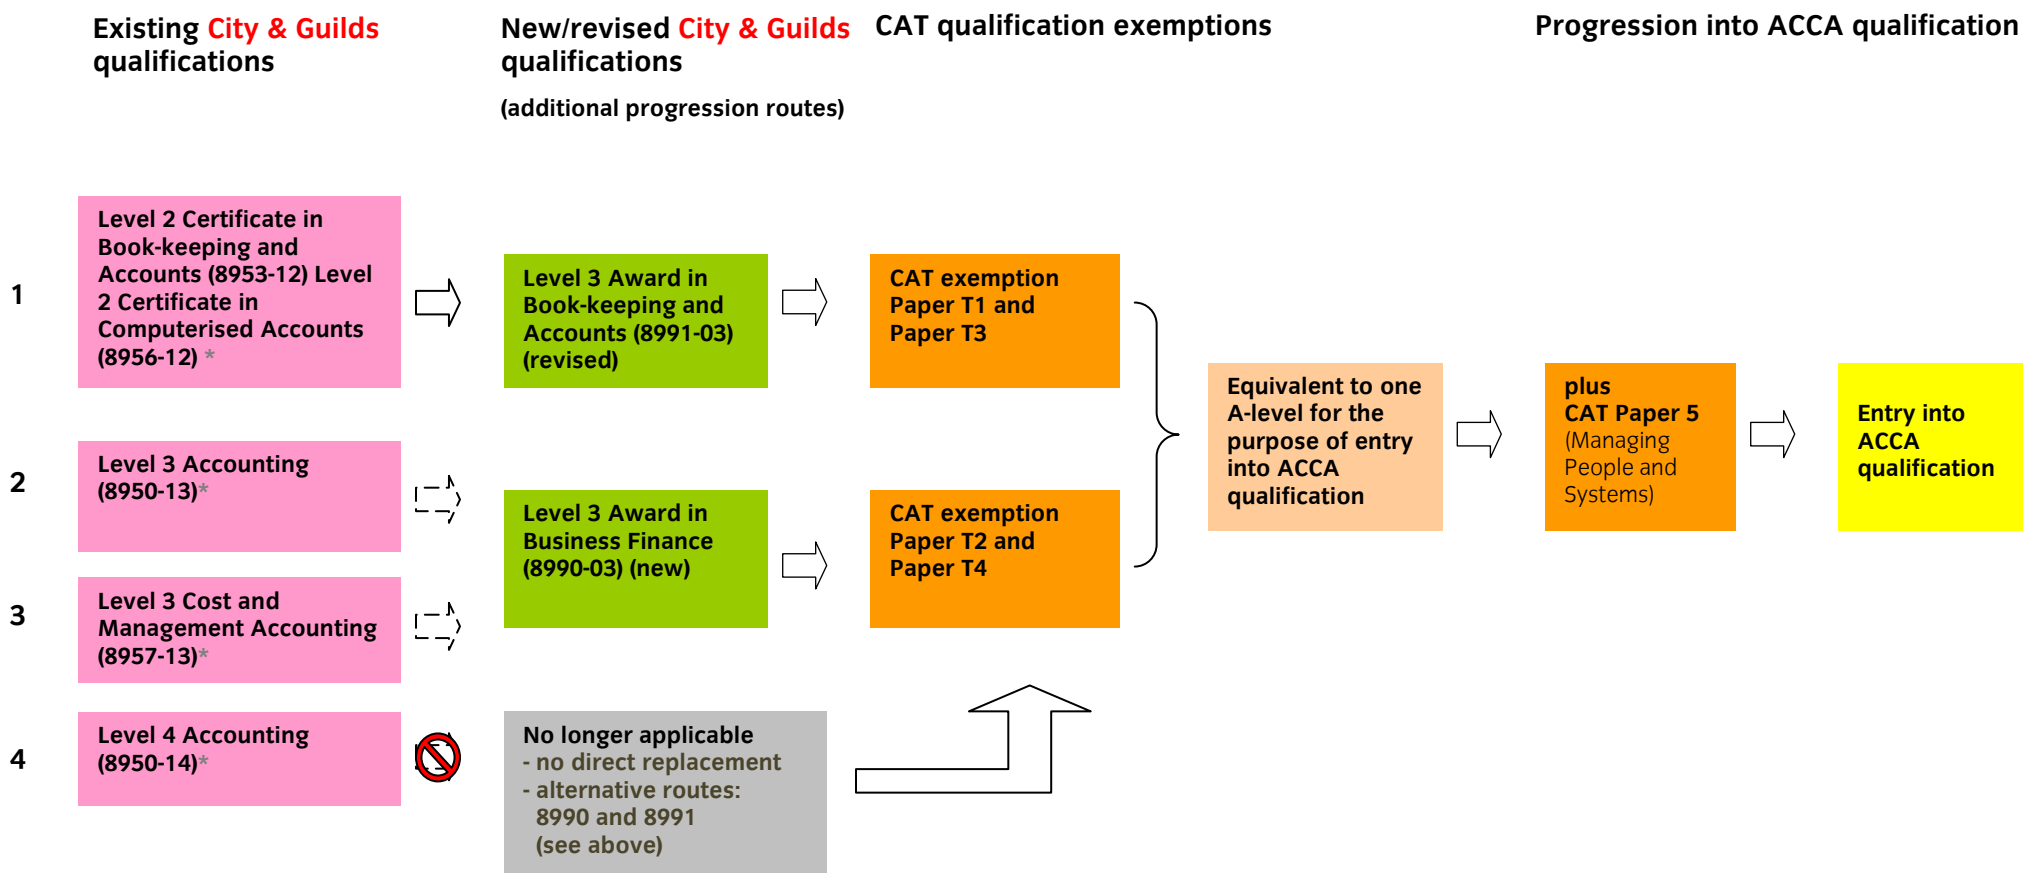 Existing City & Guilds
qualifications
New/revised City & Guilds
qualifications
(additional progression routes)
CAT qualification exemptions
Progression into ACCA qualification
1
Level 2 Certificate in
Book-keeping and
Accounts (8953-12) Level
2 Certificate in
Computerised Accounts
(8956-12) *
Level 3 Award in
Book-keeping and
Accounts (8991-03)
(revised)
CAT exemption
Paper T1 and
Paper T3
Equivalent to one
A-level for the
purpose of entry
into ACCA
qualification
plus
CAT Paper 5
(Managing
People and
Systems)
Entry into
ACCA
qualification
2
Level 3 Accounting
(8950-13)*
Level 3 Award in
Business Finance
(8990-03) (new)
CAT exemption
Paper T2 and
Paper T4
3
Level 3 Cost and
Management Accounting
(8957-13)*
4
Level 4 Accounting
(8950-14)*
No longer applicable
- no direct replacement
- alternative routes:
8990 and 8991
(see above)